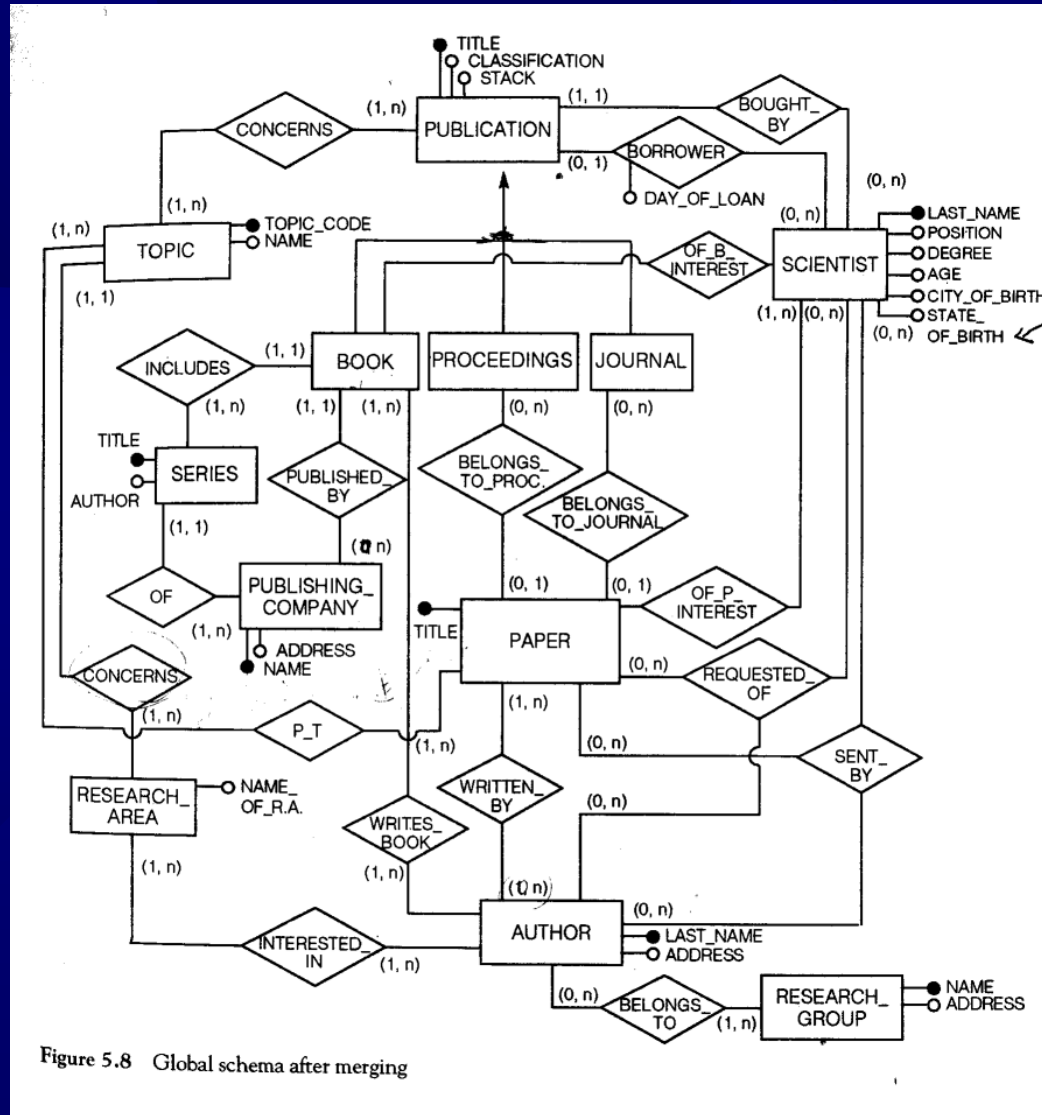 TITLE
CLASSIFICATION
STACK
(1, n)
PUBLICATION
(1, 1)
BOUGHT_
BY
CONCERNS
(0, 1)
BORROWER
DAY_OF_LOAN
(0, n)
(1, n)
(1, n)
TOPIC_CODE
NAME
TOPIC
(1, 1)
(0, n)
OF_B_
INTEREST
SCIENTIST
LAST_NAME
POSITION
DEGREE
AGE
CITY_OF_BIRTH
STATE_
OF_BIRTH
(1, n)
(0, n)
(0, n)
INCLUDES
(1, 1)
BOOK
PROCEEDINGS
JOURNAL
(1, n)
(1, 1)
(1, n)
(0, n)
(0, n)
TITLE
AUTHOR
SERIES
PUBLISHED_
BY
BELONGS_
TO_PROC.
BELONGS_
TO_JOURNAL
(1, 1)
n)
OF
(1, n)
PUBLISHING_
COMPANY
ADDRESS
NAME
(0, 1)
(0, 1)
OF_P_
INTEREST
TITLE
PAPER
CONCERNS
(0, n)
REQUESTED_
OF
(1, n)
P_T
(1, n)
(1, n)
(0, n)
SENT_
BY
RESEARCH_
AREA
NAME_
OF_R.A.
WRITTEN_
BY
(0, n)
WRITES_
BOOK
(1, n)
(1, n)
n)
(0, n)
AUTHOR
LAST_NAME
ADDRESS
INTERESTED_
IN
(1, n)
(0, n)
BELONGS_
TO
(1, n)
RESEARCH_
GROUP
NAME
ADDRESS
Figure 5.8 Global schema after merging